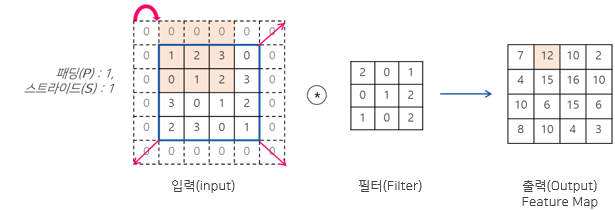 패딩(P) : 1,
스트라이드(S) : 1
0 0 0 0 0 0
0 1 2 3 0 0
0 0 1 2 3 0
0 3 0 1 2 0
0 2 3 0 1 0
0 0 0 0 0 0
*
2 0 1
0 1 2
1 0 2
7 12 10 2
4 15 16 10
10 6 15 6
8 10 4 3
입력(input)
필터(Filter)
출력(Output)
Feature Map